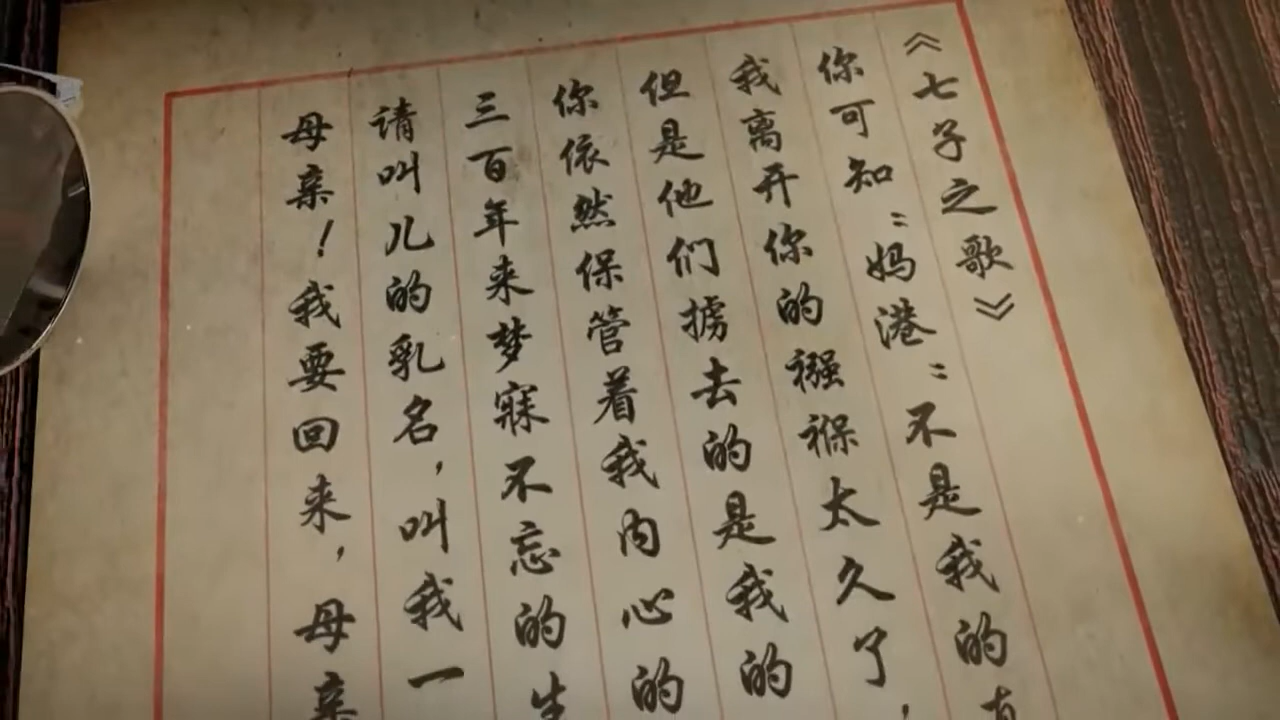 《七子之歌》
你可知“妈港”不是我的
我离开你的襁褓太久了，
但是他们掳去的是我的
你依然保管着我内心的
三百年来梦寐不忘的生
请叫儿的乳名，叫我一
母亲！我要回来，母亲